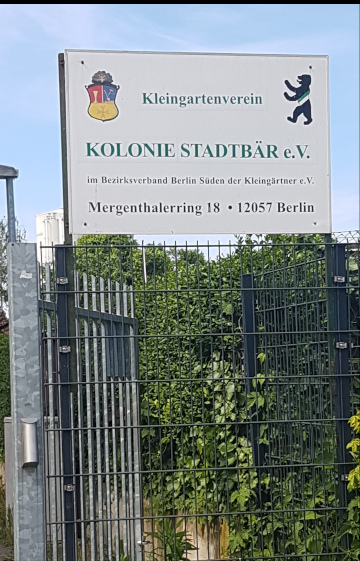 Kleingartenverein
KOLONIE STADTBÄR e.V.
im Bezirksverband Berlin Süden der Kleingärtner e.V.
Mergenthalerring 18 • 12057 Berlin